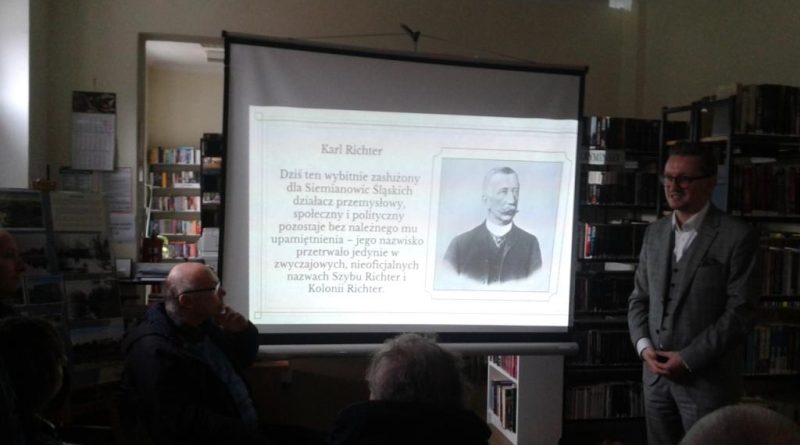 Karl Richter
Dziś ten wybitnie zasłużony
dla Siemianowic Śląskich
działacz przemysłowy,
społeczny i polityczny
pozostaje bez należnego mu
upamiętnienia – jego nazwisko
przetrwało jedynie w
zwyczajowych, nieoficjalnych
nazwach Szybu Richter i
Kolonii Richter.